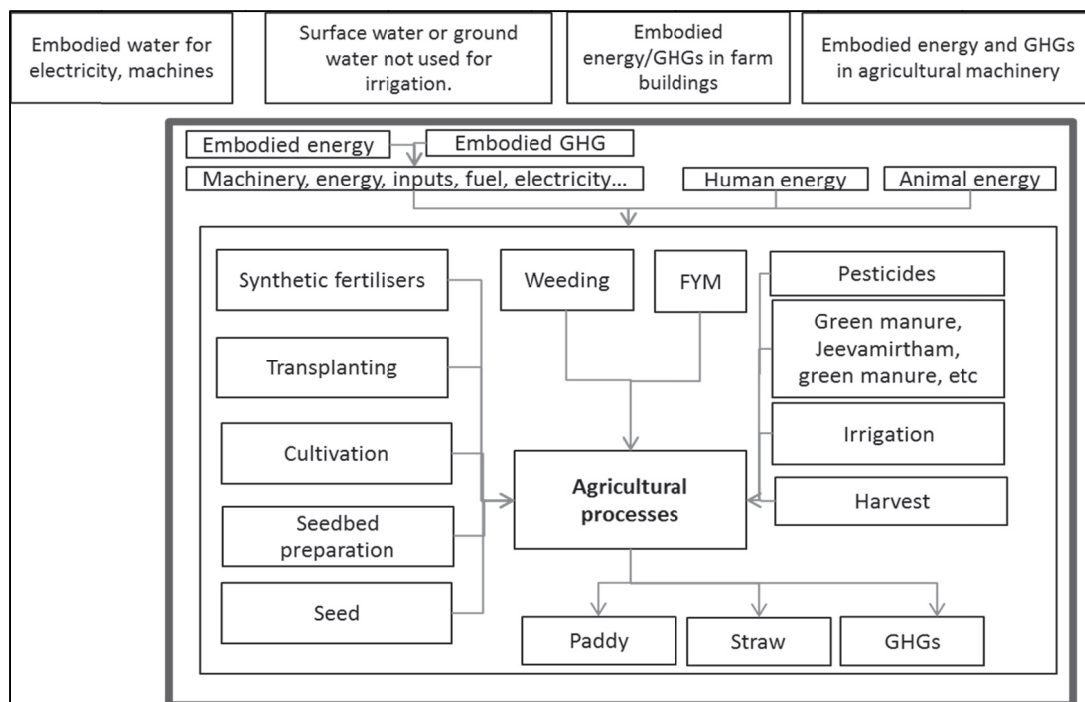 Embodied water for
electricity, machines
Surface water or ground
water not used for
irrigation.
Embodied
energy/GHGs in farm
buildings
Embodied energy and GHGs
in agricultural machinery
Embodied energy
Embodied GHG
Machinery, energy, inputs, fuel, electricity...
Human energy
Animal energy
Synthetic fertilisers
Weeding
FYM
Pesticides
Green manure,
Jeevamirtham,
green manure, etc
Transplanting
Irrigation
Cultivation
Agricultural
processes
Harvest
Seedbed
preparation
Seed
Paddy
Straw
GHGs